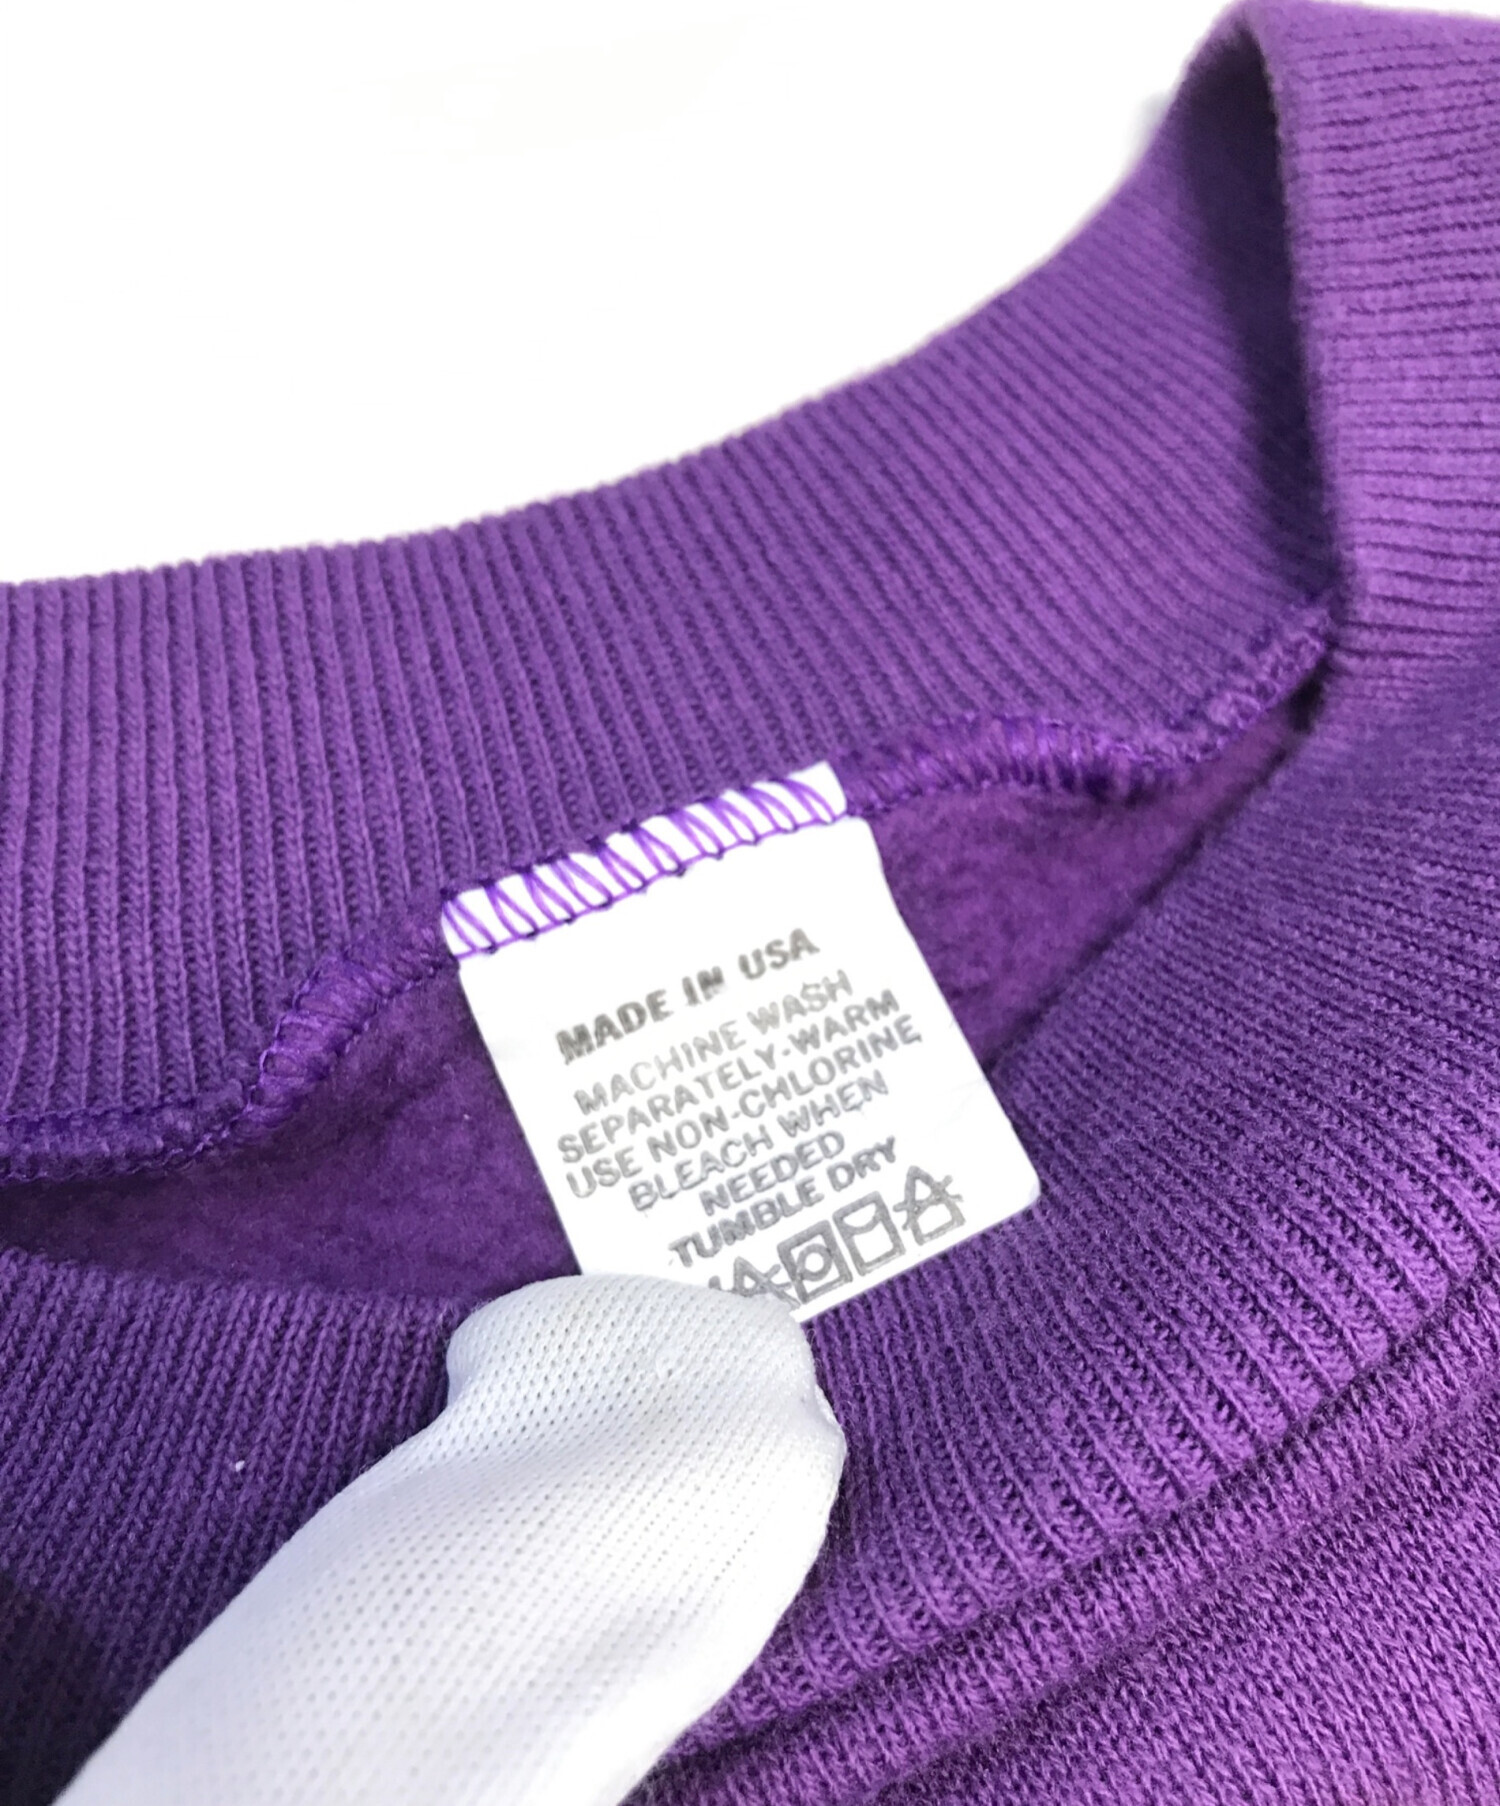 MADE IN USA
MACHINE WASH
SEPARATELY-WARM
USE NON-CHLORINE
BLEACH WHEN
NEEDED
TUMBLE DRY